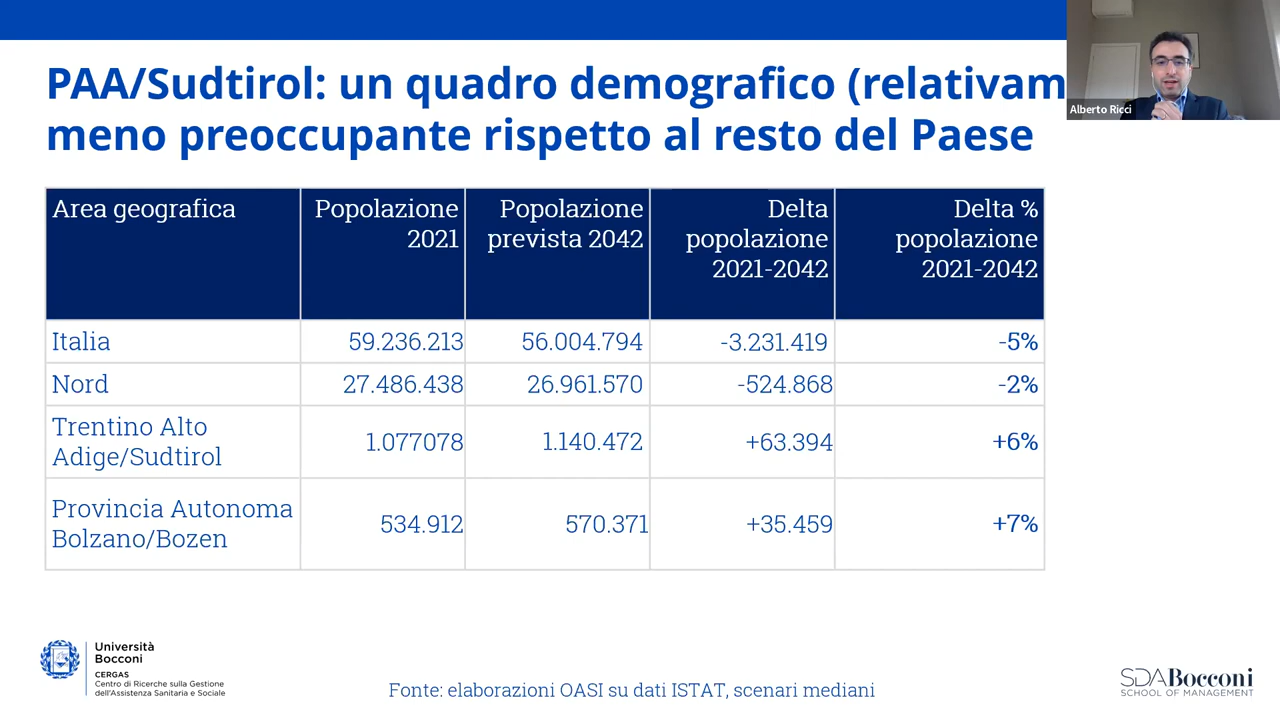 PAA/Sudtirol: un quadro demografico (relativam
meno preoccupante rispetto al resto del Paese
Alberto Ricci
Area geografica
Popolazione
2021
Popolazione
prevista 2042
Delta
popolazione
2021-2042
Delta %
popolazione
2021-2042
Italia
59.236.213
56.004.794
-3.231.419
-5%
Nord
27.486.438
26.961.570
-524.868
-2%
Trentino Alto
Adige/Sudtirol
1.077078
1.140.472
+63.394
+6%
Provincia Autonoma
Bolzano/Bozen
534.912
570.371
+35.459
+7%
Università
Bocconi
CERGAS
Centro di Ricerche sulla Gestione
dell'Assistenza Sanitaria e Sociale
Fonte: elaborazioni OASI su dati ISTAT, scenari mediani
SDA Bocconi
SCHOOL OF MANAGEMENT